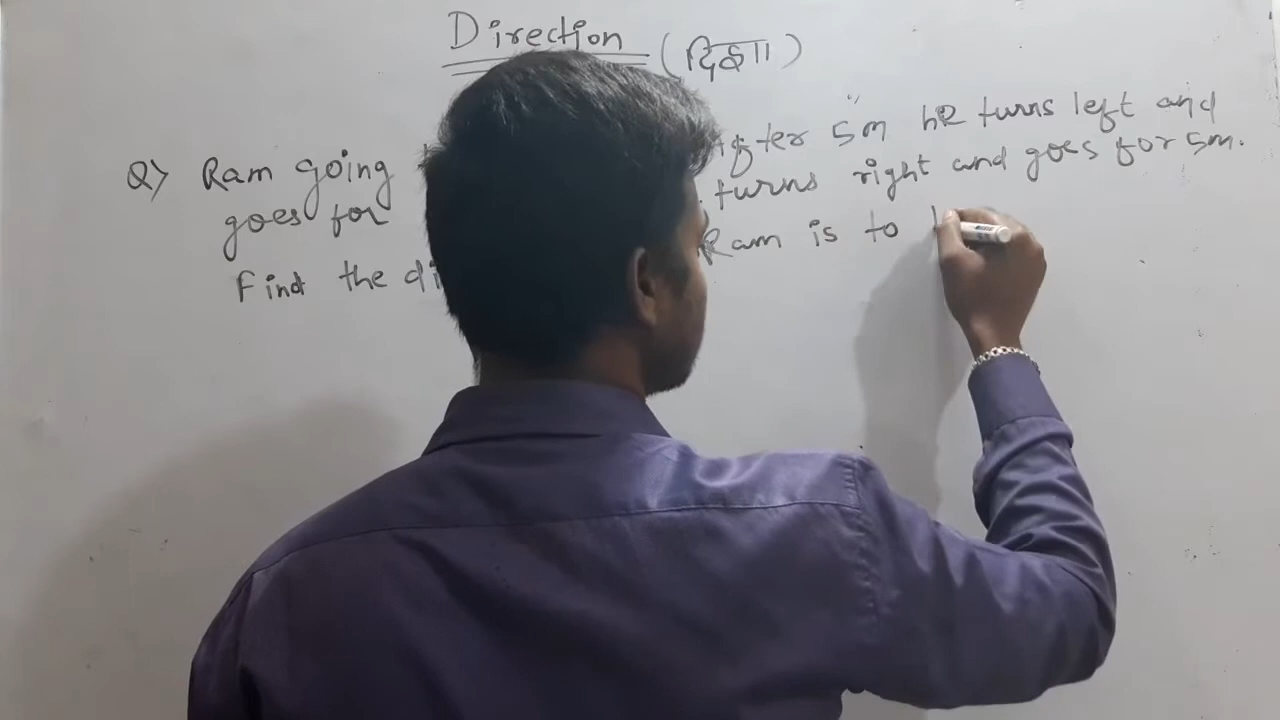 Direction (दिशा)
Q) Ram going After 5m he turns left and
goes for turns right and goes for 5m.
Find the di Ram is to